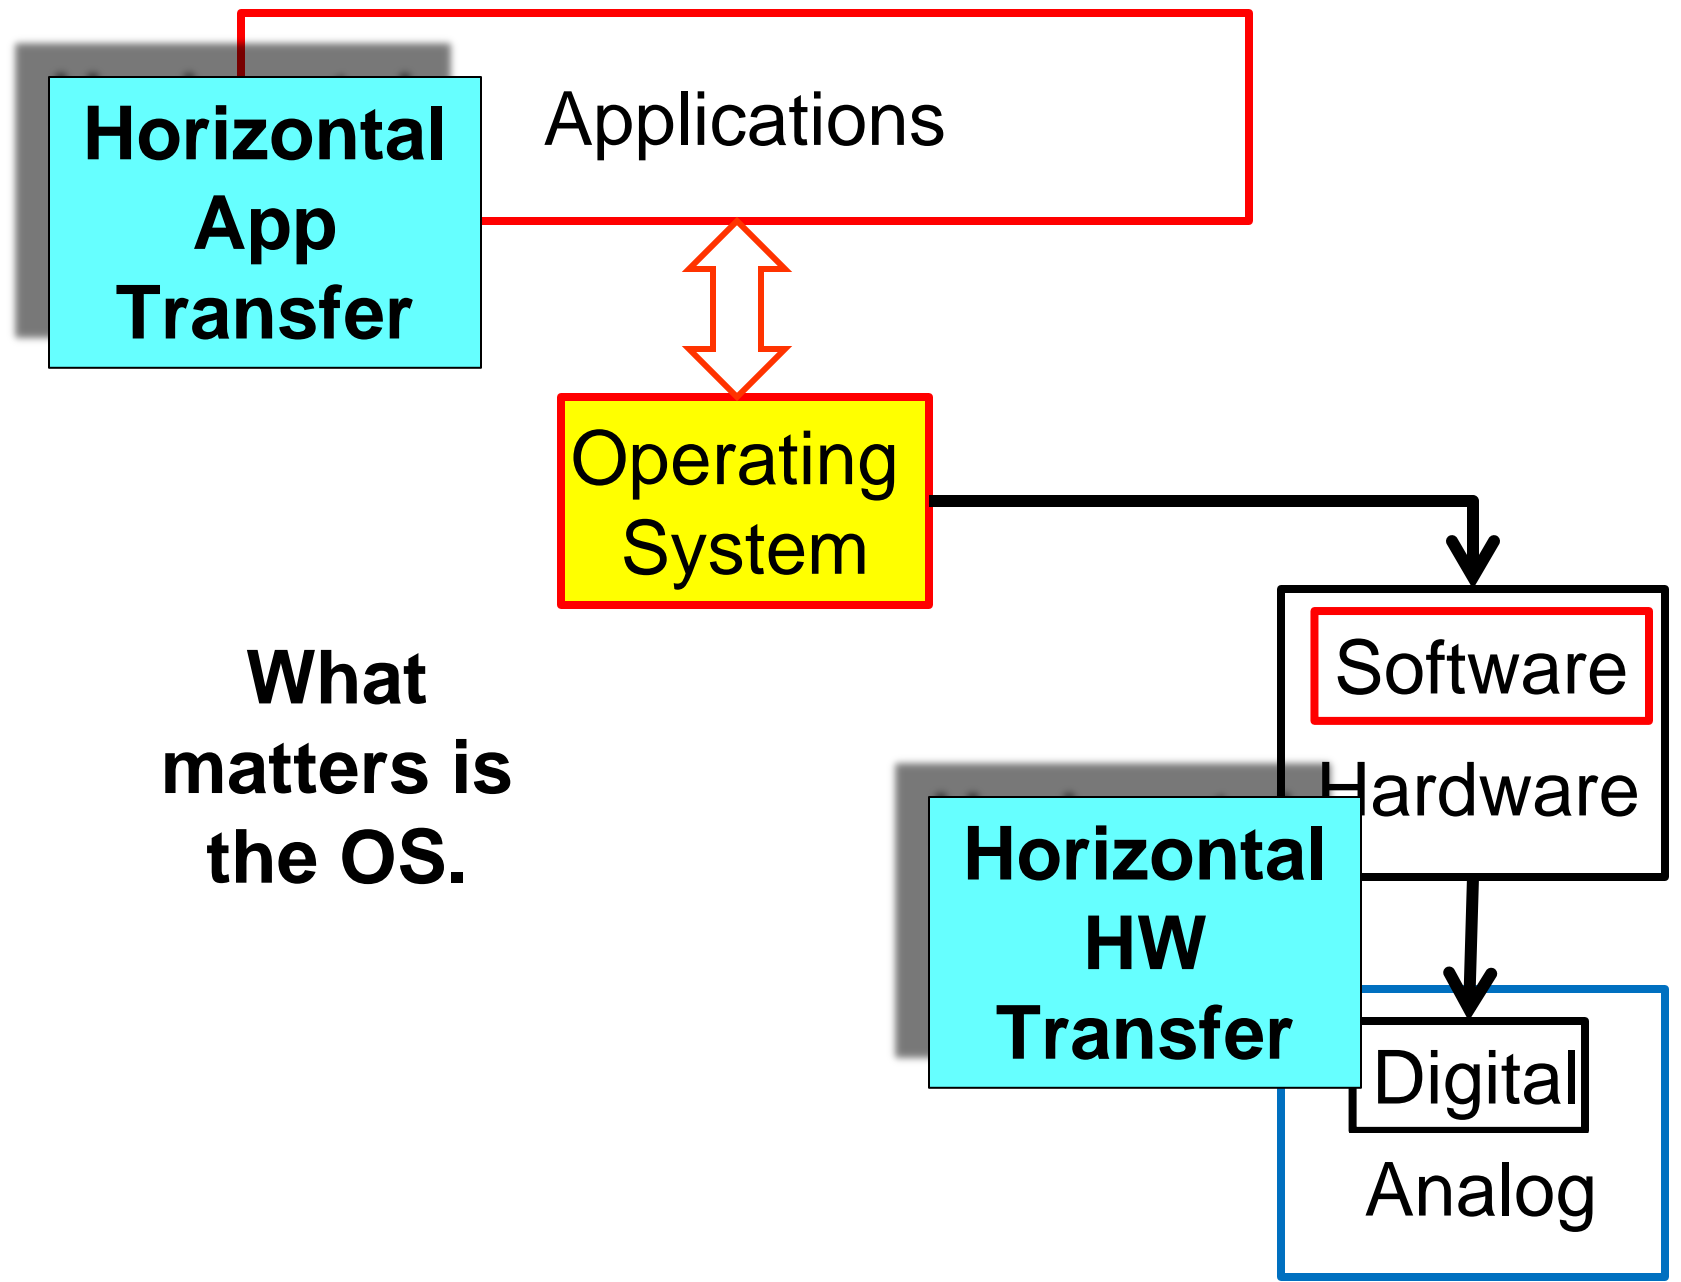 Applications
Horizontal
App
Transfer
Operating
System
What
matters is
the OS.
Software
Hardware
Horizontal
HW
Transfer
Digital
Analog